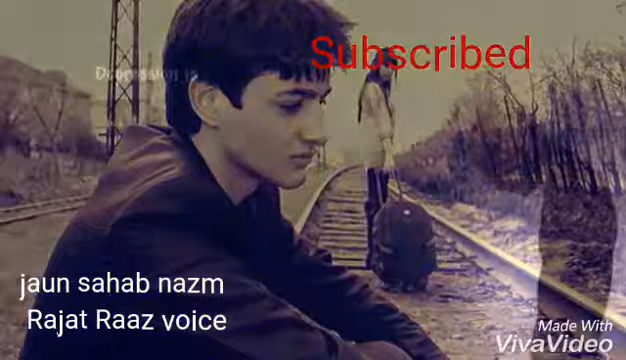 Subscribed
jaun sahab nazm
Rajat Raaz voice
Made With
VivaVideo